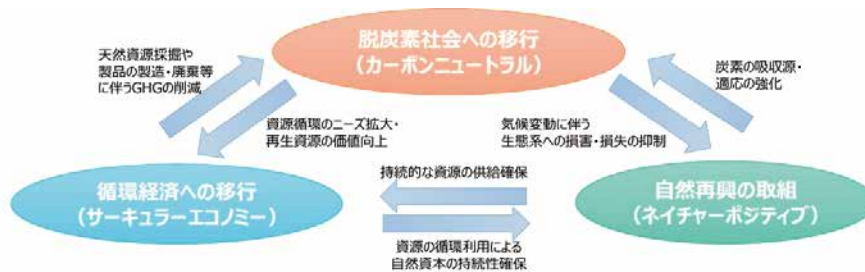 脱炭素社会への移行
(カーボンニュートラル)
天然資源採掘や
製品の製造・廃棄等
に伴うGHGの削減
炭素の吸収源・
適応の強化
資源循環のニーズ拡大・
再生資源の価値向上
気候変動に伴う
生態系への損害・損失の抑制
循環経済への移行
(サーキュラーエコノミー)
持続的な資源の供給確保
自然再興の取組
(ネイチャーポジティブ)
資源の循環利用による
自然資本の持続性確保